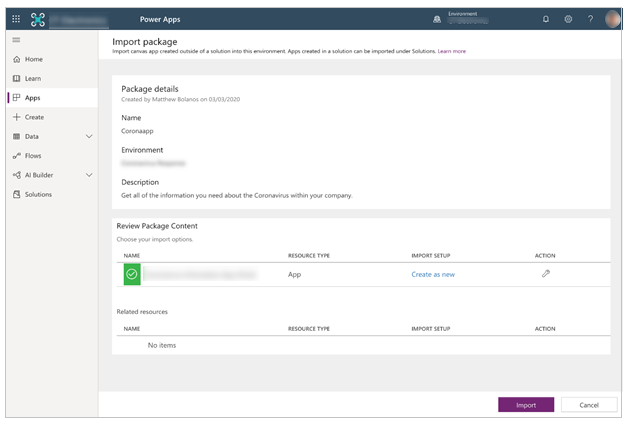 Power Apps
Environment
?
Import package
Import canvas app created outside of a solution into this environment. Apps created in a solution can be imported under Solutions. Learn more
Home
Learn
Apps
Create
Data
Flows
AI Builder
Solutions
Package details
Created by Matthew Bolanos on 03/03/2020
Name
Coronaapp
Environment
Description
Get all of the information you need about the Coronavirus within your company.
Review Package Content
Choose your import options.
NAME RESOURCE TYPE IMPORT SETUP ACTION
App Create as new
Related resources
NAME RESOURCE TYPE IMPORT SETUP ACTION
No items
Import Cancel